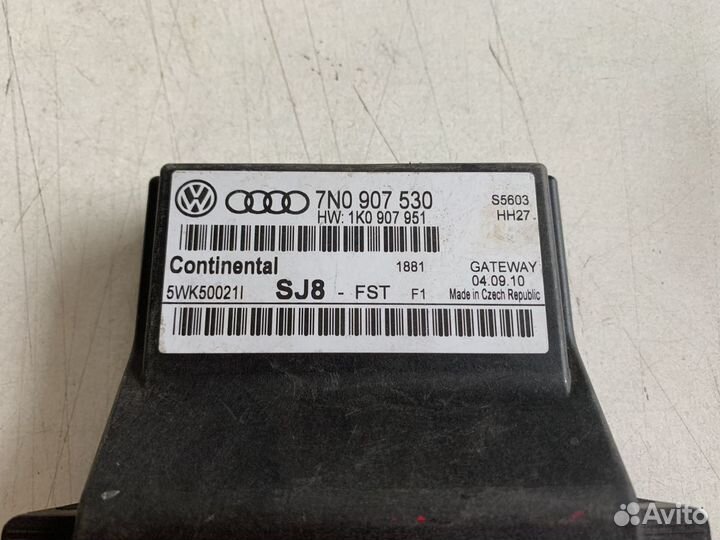 7N0 907 530
HW: 1K0 907 951
S5603
HH27
Continental
1881
GATEWAY
04.09.10
5WK50021I
SJ8 - FST F1
Made in Czech Republic
Avito